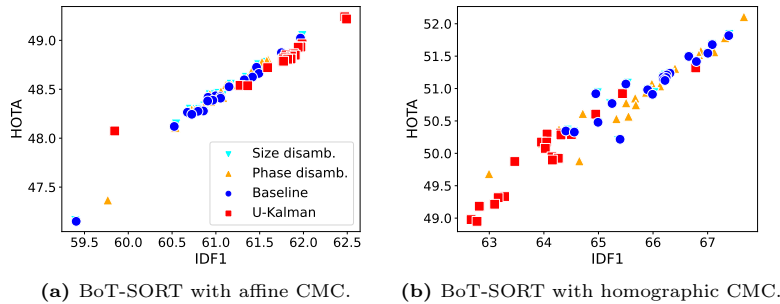 49.0
48.5
48.0
47.5
HOTA
59.5 60.0 60.5 61.0 61.5 62.0 62.5
IDF1
Size disamb.
Phase disamb.
Baseline
U-Kalman
(a) BoT-SORT with affine CMC.
52.0
51.5
51.0
50.5
50.0
49.5
49.0
HOTA
63 64 65 66 67
IDF1
(b) BoT-SORT with homographic CMC.